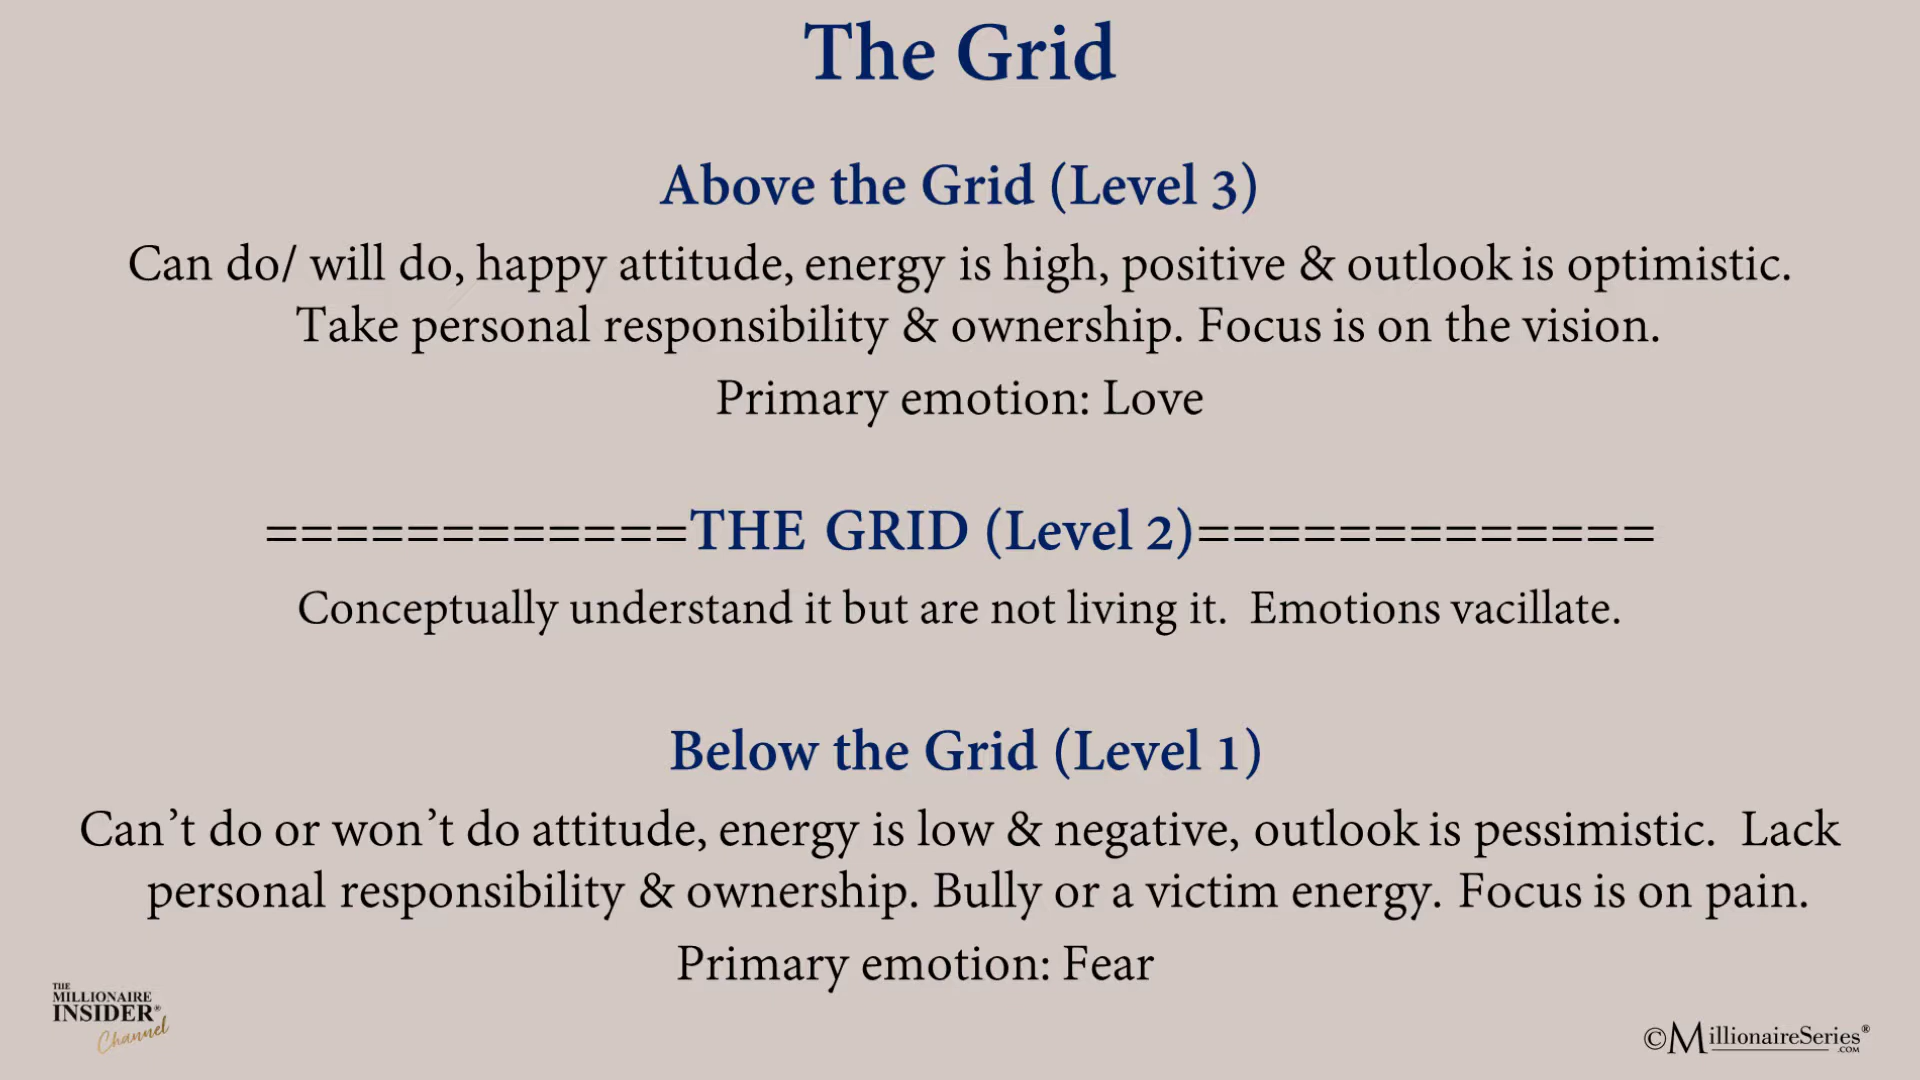 The Grid
Above the Grid (Level 3)
Can do/ will do, happy attitude, energy is high, positive & outlook is optimistic.
Take personal responsibility & ownership. Focus is on the vision.
Primary emotion: Love
============THE GRID (Level 2)=============
Conceptually understand it but are not living it.  Emotions vacillate.
Below the Grid (Level 1)
Can’t do or won’t do attitude, energy is low & negative, outlook is pessimistic.  Lack
personal responsibility & ownership. Bully or a victim energy. Focus is on pain.
Primary emotion: Fear
THE
MILLIONAIRE
INSIDER®
Channel
©MillionaireSeries®
.COM